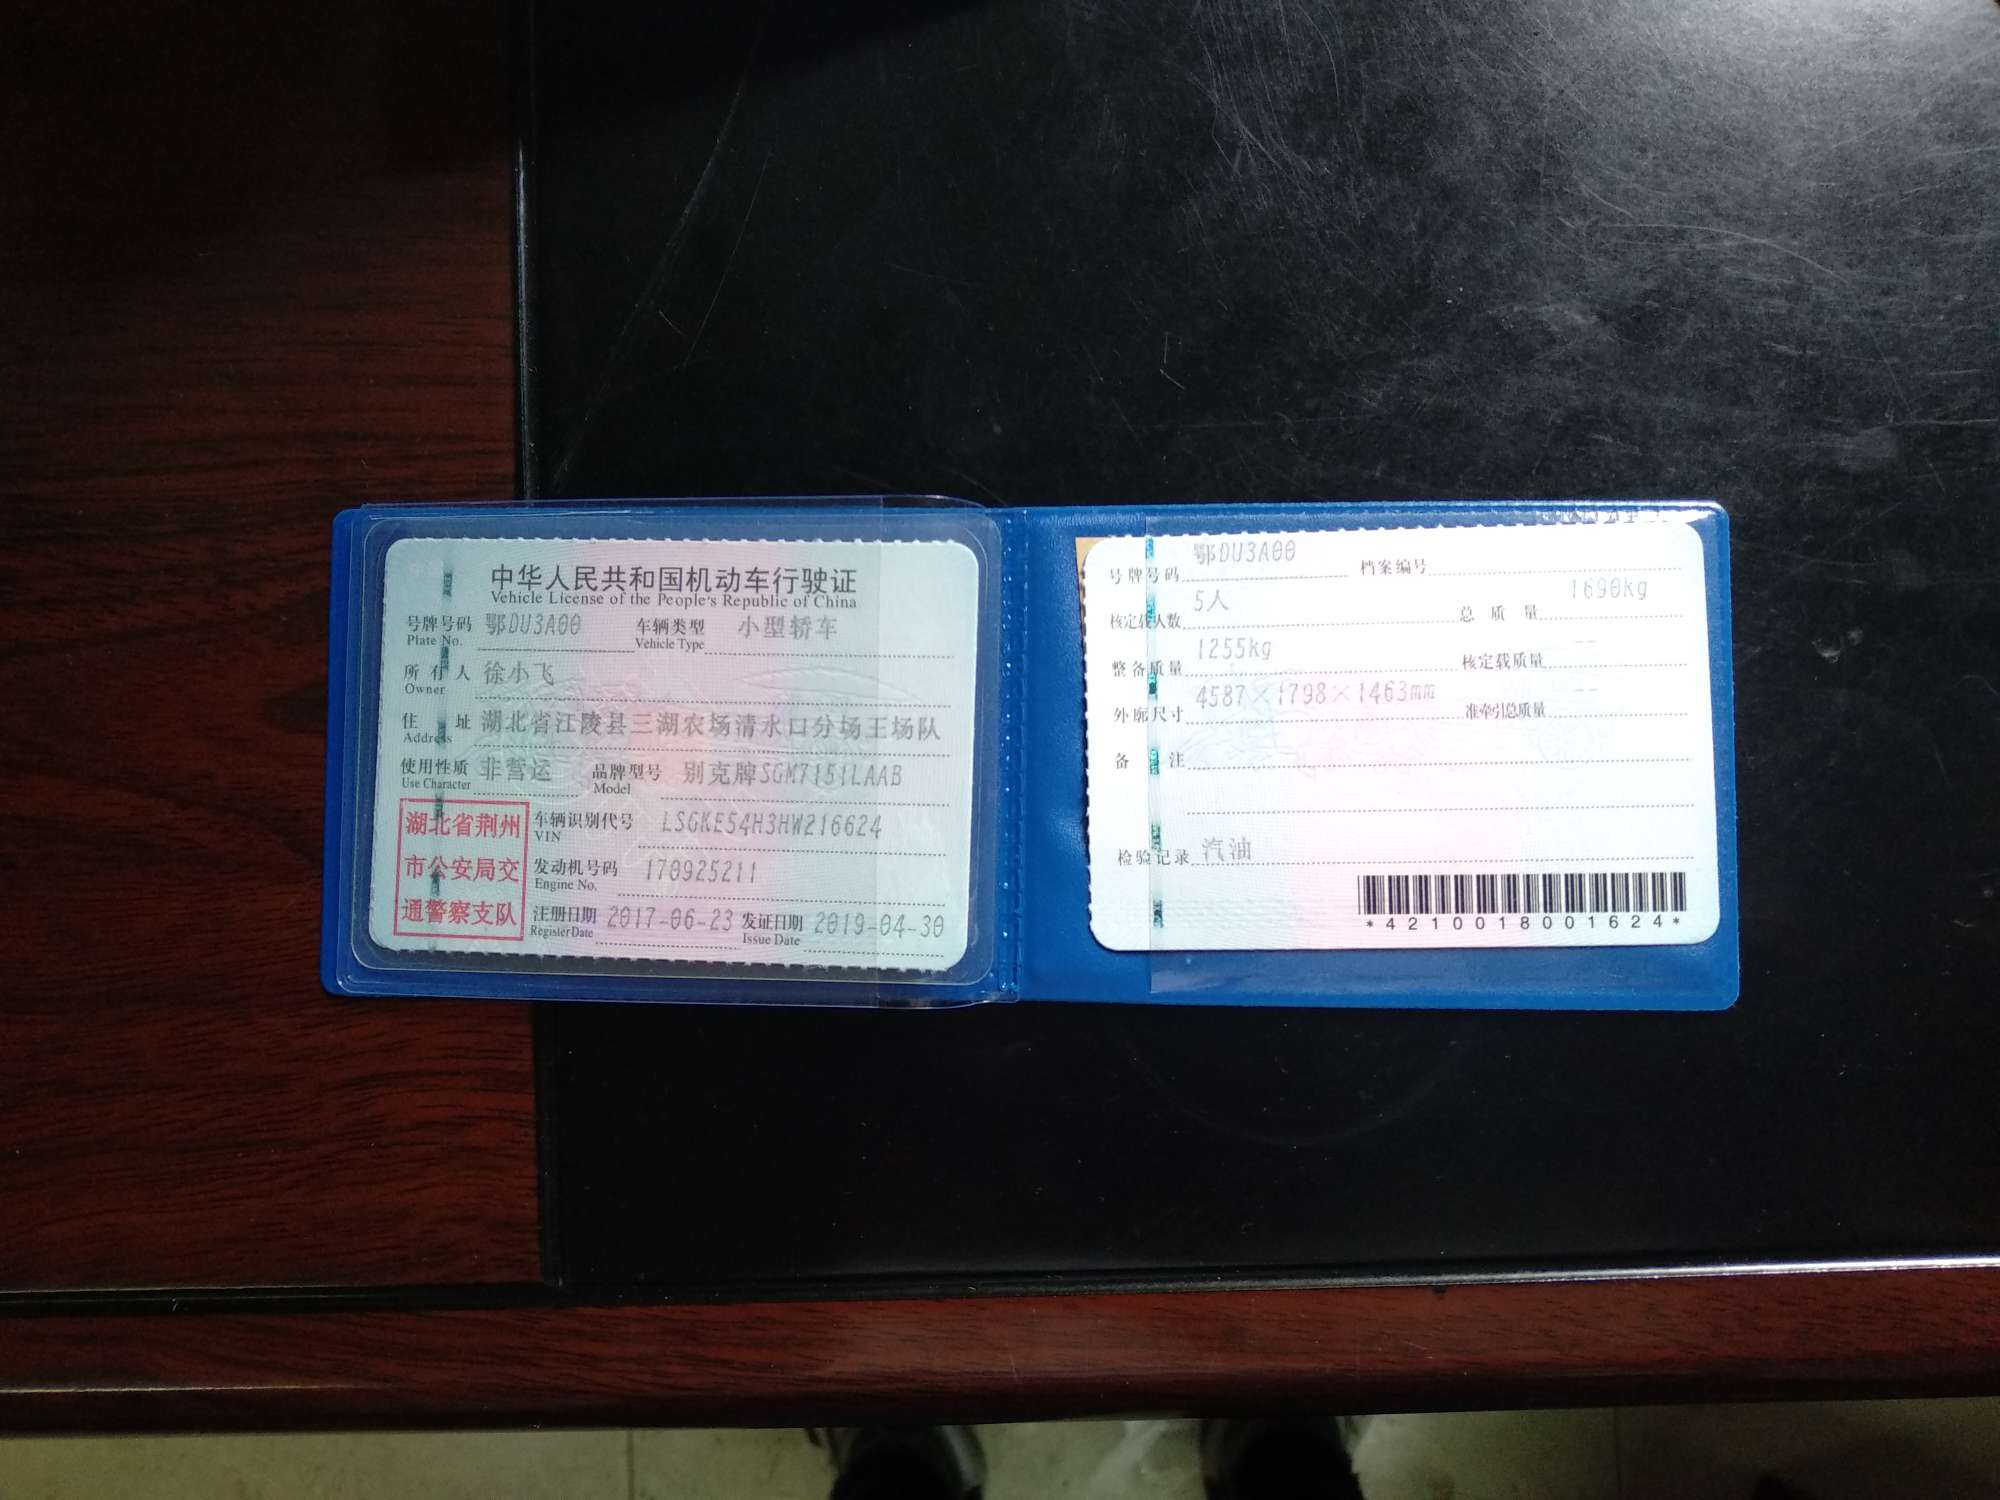 中华人民共和国机动车行驶证
Vehicle License of the People's Republic of China
号牌号码 鄂DU3A00 车辆类型 小型轿车
Plate No. Vehicle Type
所有人 徐小飞
Owner
住址 湖北省江陵县三湖农场清水口分场王场队
Address
使用性质 非营运 品牌型号 别克牌SGM7151LAAB
Use Character Model
湖北省荆州
市公安局交
通警察支队
车辆识别代号 LSGKE54H3HW216624
VIN
发动机号码 170925211
Engine No.
注册日期 2017-06-23 发证日期 2019-04-30
Register Date Issue Date
号牌号码 鄂DU3A00 档案编号
核定载人数 5人 总质量 1690kg
整备质量 1255kg 核定载质量 --
外廓尺寸 4587×1798×1463mm 准牵引总质量 --
备注
检验记录 汽油
*4210018001624*